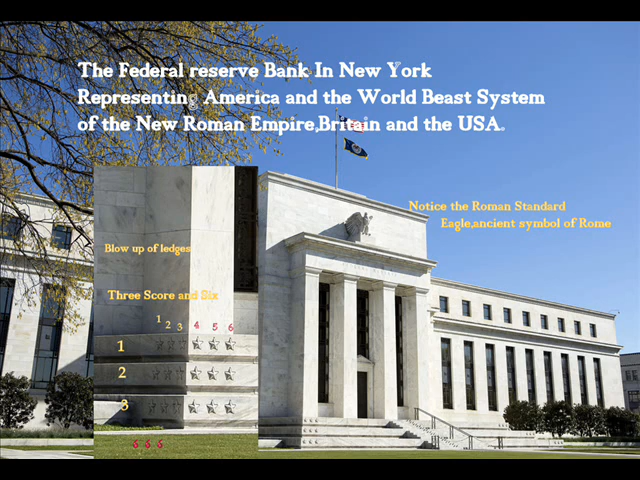 The Federal reserve Bank In New York
Representing America and the World Beast System
of the New Roman Empire,Britain and the USA.
Notice the Roman Standard
Eagle,ancient symbol of Rome
Blow up of ledges
Three Score and Six
1 2 3 4 5 6
1
2
3
6 6 6